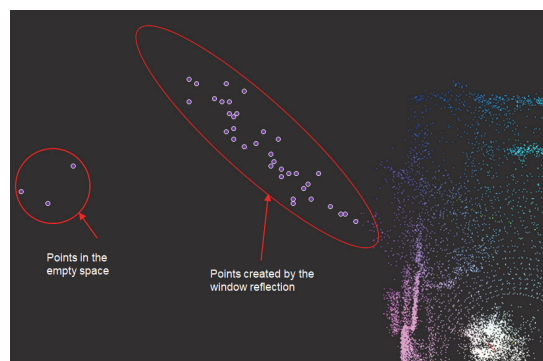 Points in the
empty space
Points created by the
window reflection